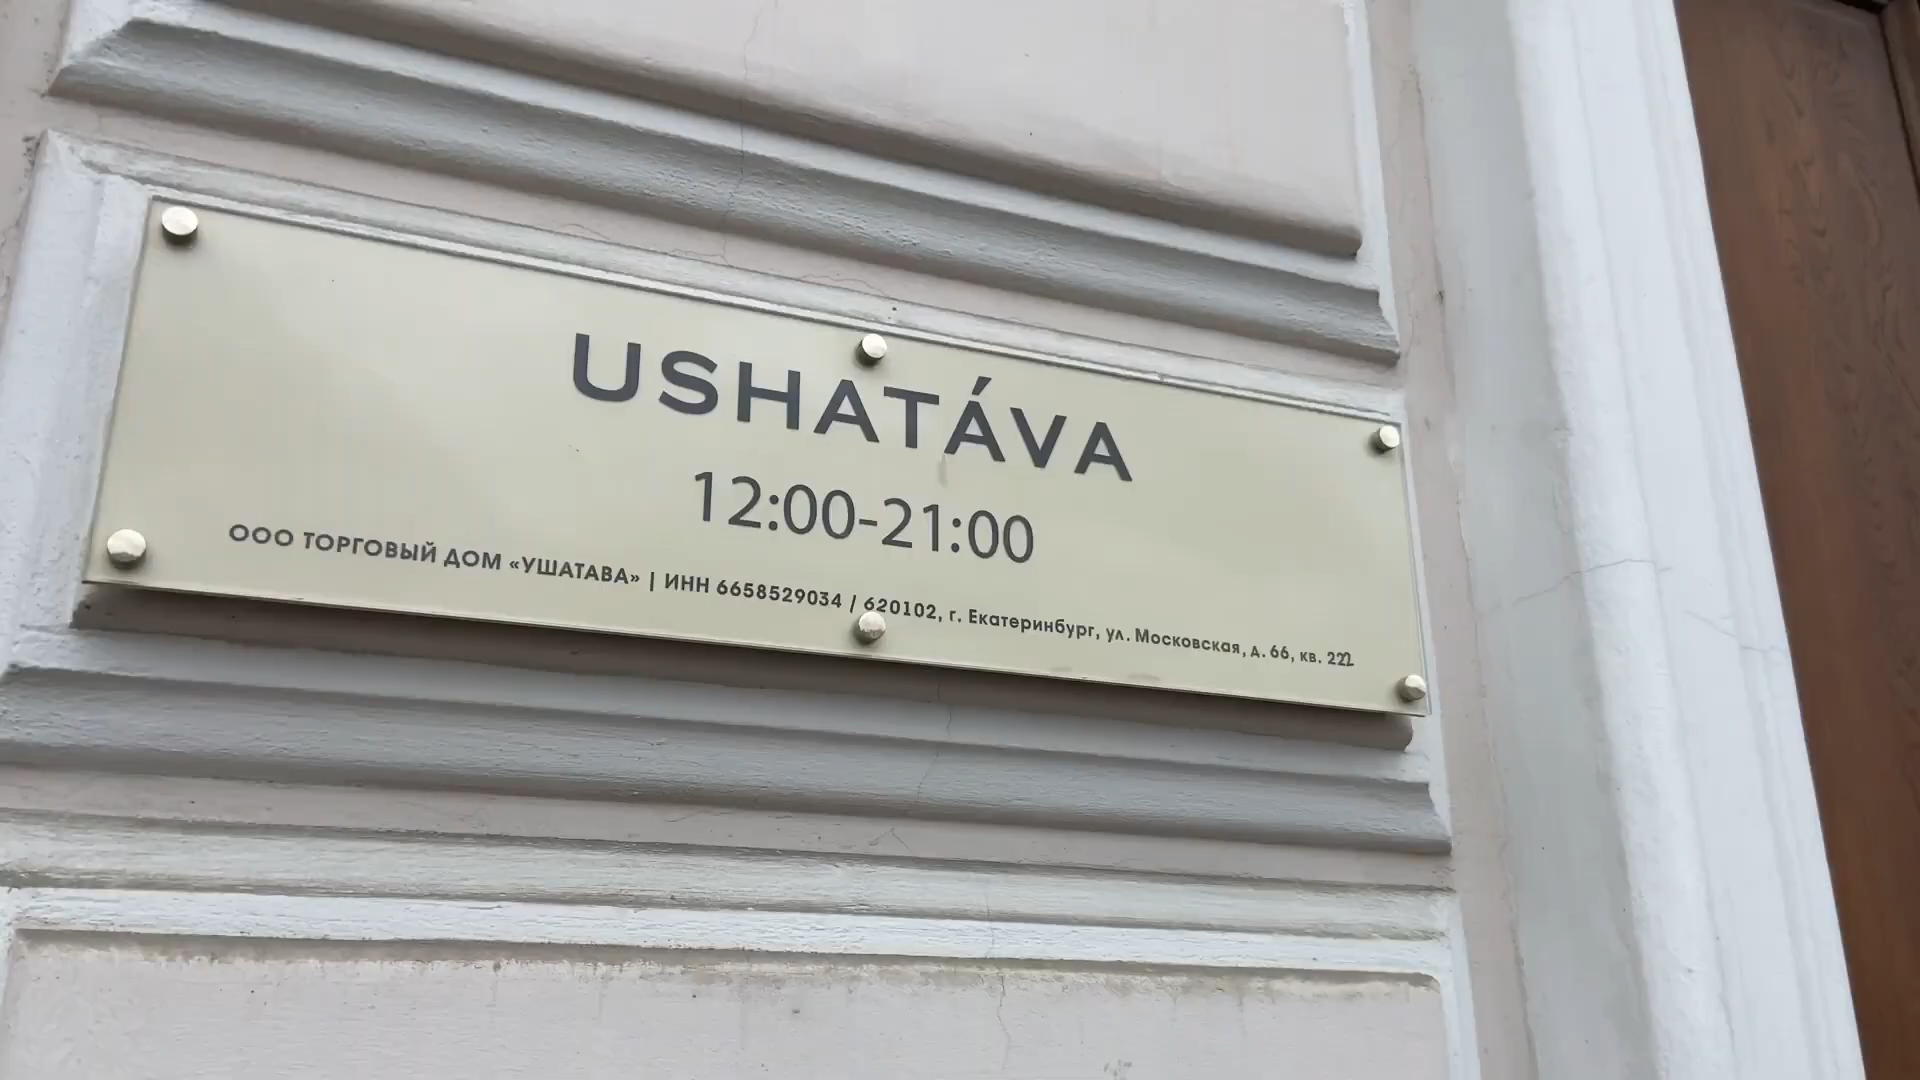 USHATÁVA
12:00-21:00
ООО ТОРГОВЫЙ ДОМ «УШАТАВА» | ИНН 6658529034 / 620102, г. Екатеринбург, ул. Московская, д. 66, кв. 222